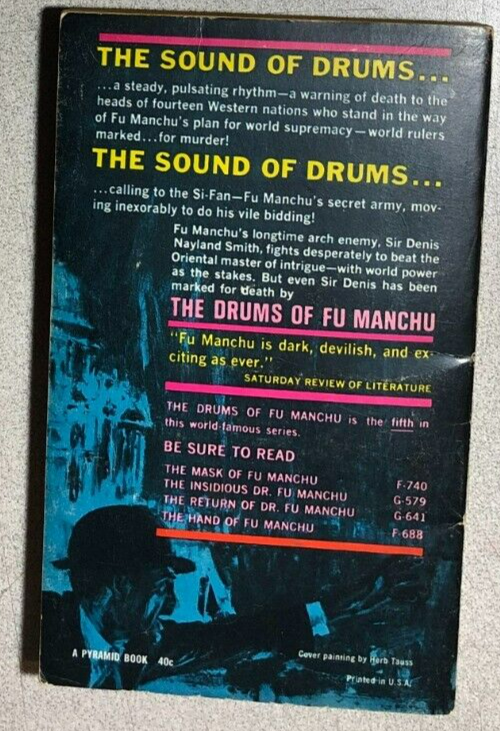 THE SOUND OF DRUMS...
...a steady, pulsating rhythm—a warning of death to the
heads of fourteen Western nations who stand in the way
of Fu Manchu's plan for world supremacy—world rulers
marked...for murder!
THE SOUND OF DRUMS...
...calling to the Si-Fan—Fu Manchu's secret army, mov-
ing inexorably to do his vile bidding!
Fu Manchu's longtime arch enemy, Sir Denis
Nayland Smith, fights desperately to beat the
Oriental master of intrigue—with world power
as the stakes. But even Sir Denis has been
marked for death by
THE DRUMS OF FU MANCHU
"Fu Manchu is dark, devilish, and ex-
citing as ever."
SATURDAY REVIEW OF LITERATURE
THE DRUMS OF FU MANCHU is the fifth in
this world-famous series.
BE SURE TO READ
THE MASK OF FU MANCHU F-740
THE INSIDIOUS DR. FU MANCHU G-579
THE RETURN OF DR. FU MANCHU G-641
THE HAND OF FU MANCHU F-688
A PYRAMID BOOK 40c
Cover painting by Herb Tauss
Printed in U.S.A.